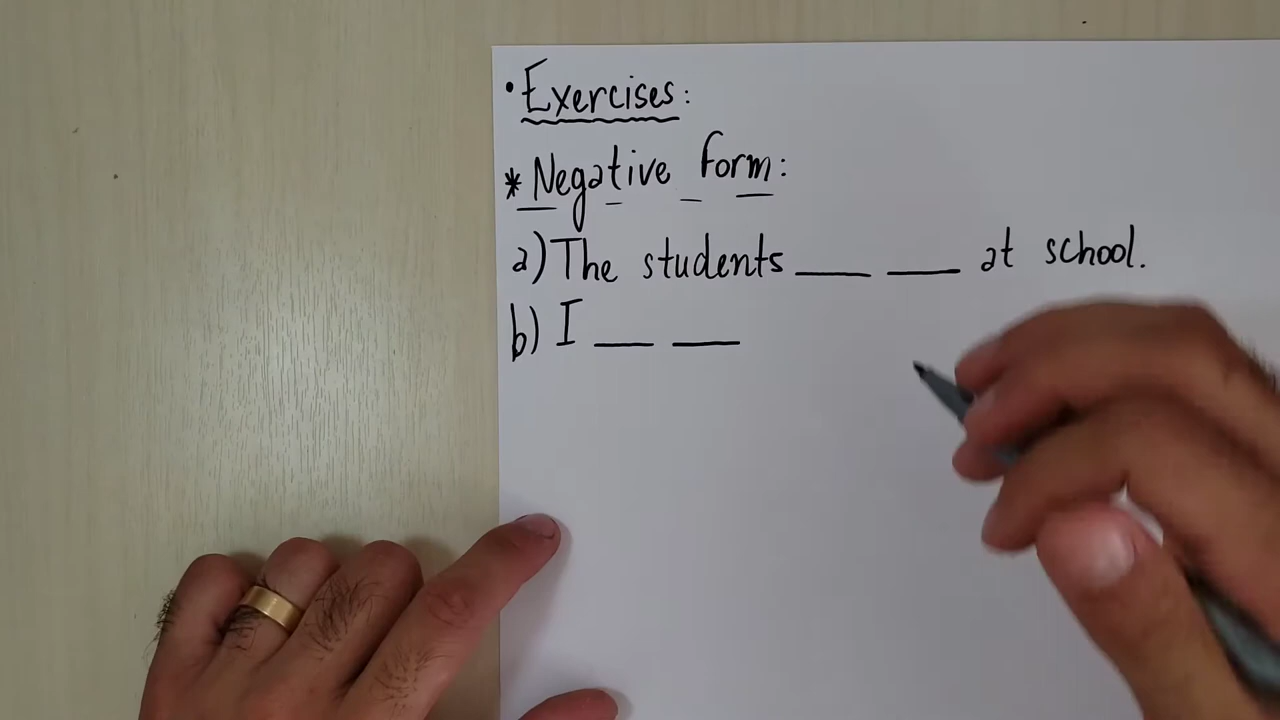 • Exercises:
* Negative form:
a) The students ___ ___ at school.
b) I ___ ___